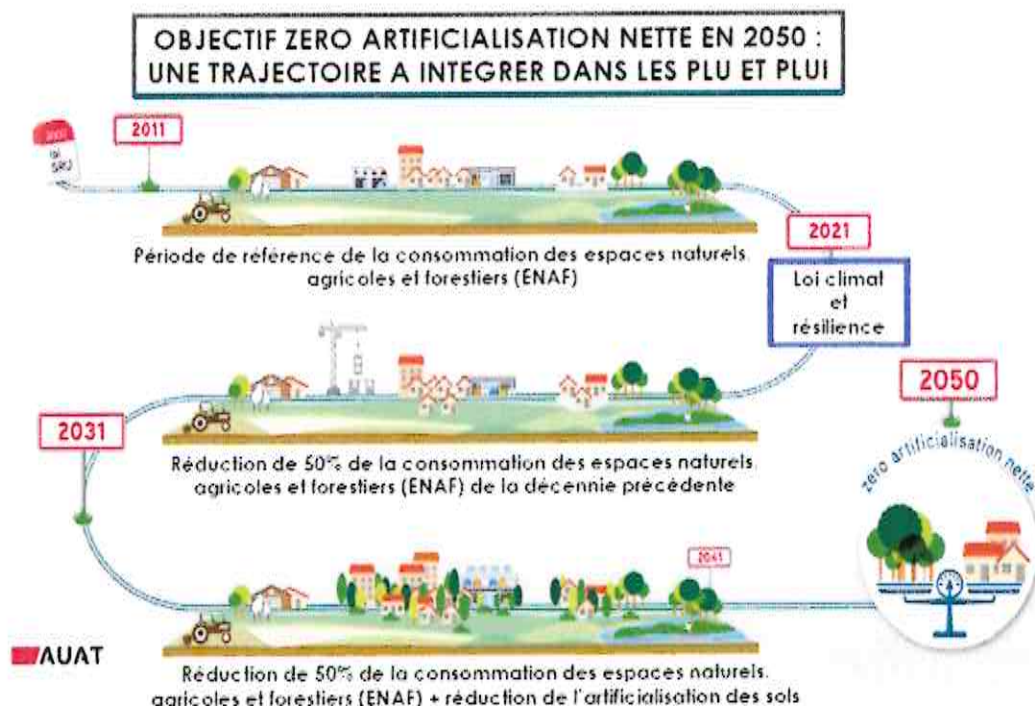 OBJECTIF ZERO ARTIFICIALISATION NETTE EN 2050 :
UNE TRAJECTOIRE A INTEGRER DANS LES PLU ET PLUI
2000
loi
SRU
2011
Période de référence de la consommation des espaces naturels,
agricoles et forestiers (ENAF)
2021
Loi climat
et
résilience
Réduction de 50% de la consommation des espaces naturels,
agricoles et forestiers (ENAF) de la décennie précédente
2031
2041
Réduction de 50% de la consommation des espaces naturels,
agricoles et forestiers (ENAF) + réduction de l'artificialisation des sols
2050
zero artificialisation nette
AUAT